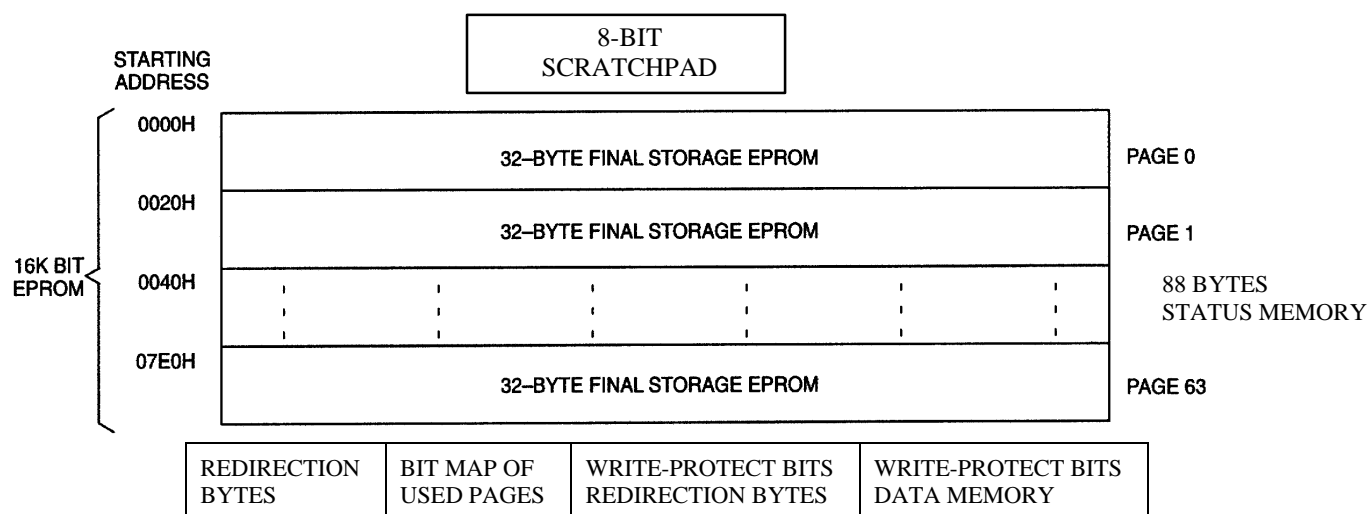 8-BIT
SCRATCHPAD
STARTING
ADDRESS
0000H
32–BYTE FINAL STORAGE EPROM
PAGE 0
0020H
32–BYTE FINAL STORAGE EPROM
PAGE 1
16K BIT
EPROM
0040H
88 BYTES
STATUS MEMORY
07E0H
32–BYTE FINAL STORAGE EPROM
PAGE 63
REDIRECTION
BYTES
BIT MAP OF
USED PAGES
WRITE-PROTECT BITS
REDIRECTION BYTES
WRITE-PROTECT BITS
DATA MEMORY